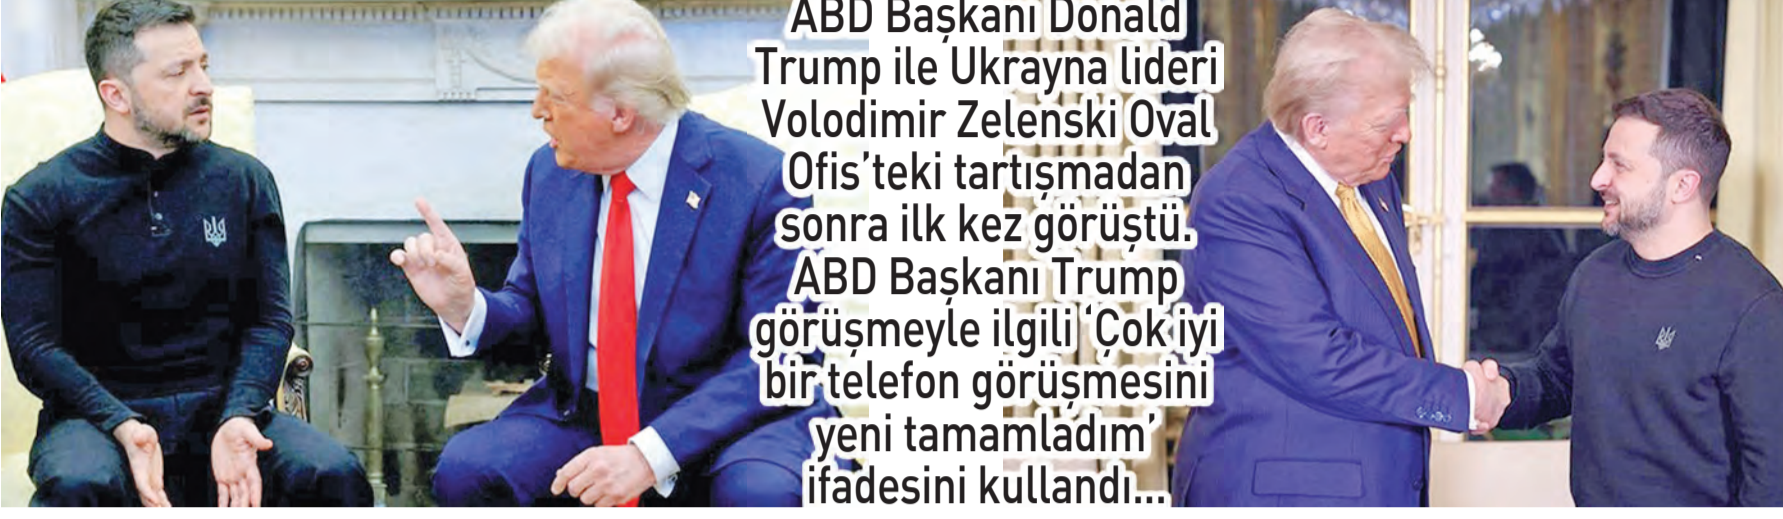 ABD Başkanı Donald
Trump ile Ukrayna lideri
Volodimir Zelenski Oval
Ofis’teki tartışmadan
sonra ilk kez görüştü.
ABD Başkanı Trump
görüşmeyle ilgili ‘Çok iyi
bir telefon görüşmesini
yeni tamamladım’
ifadesini kullandı...